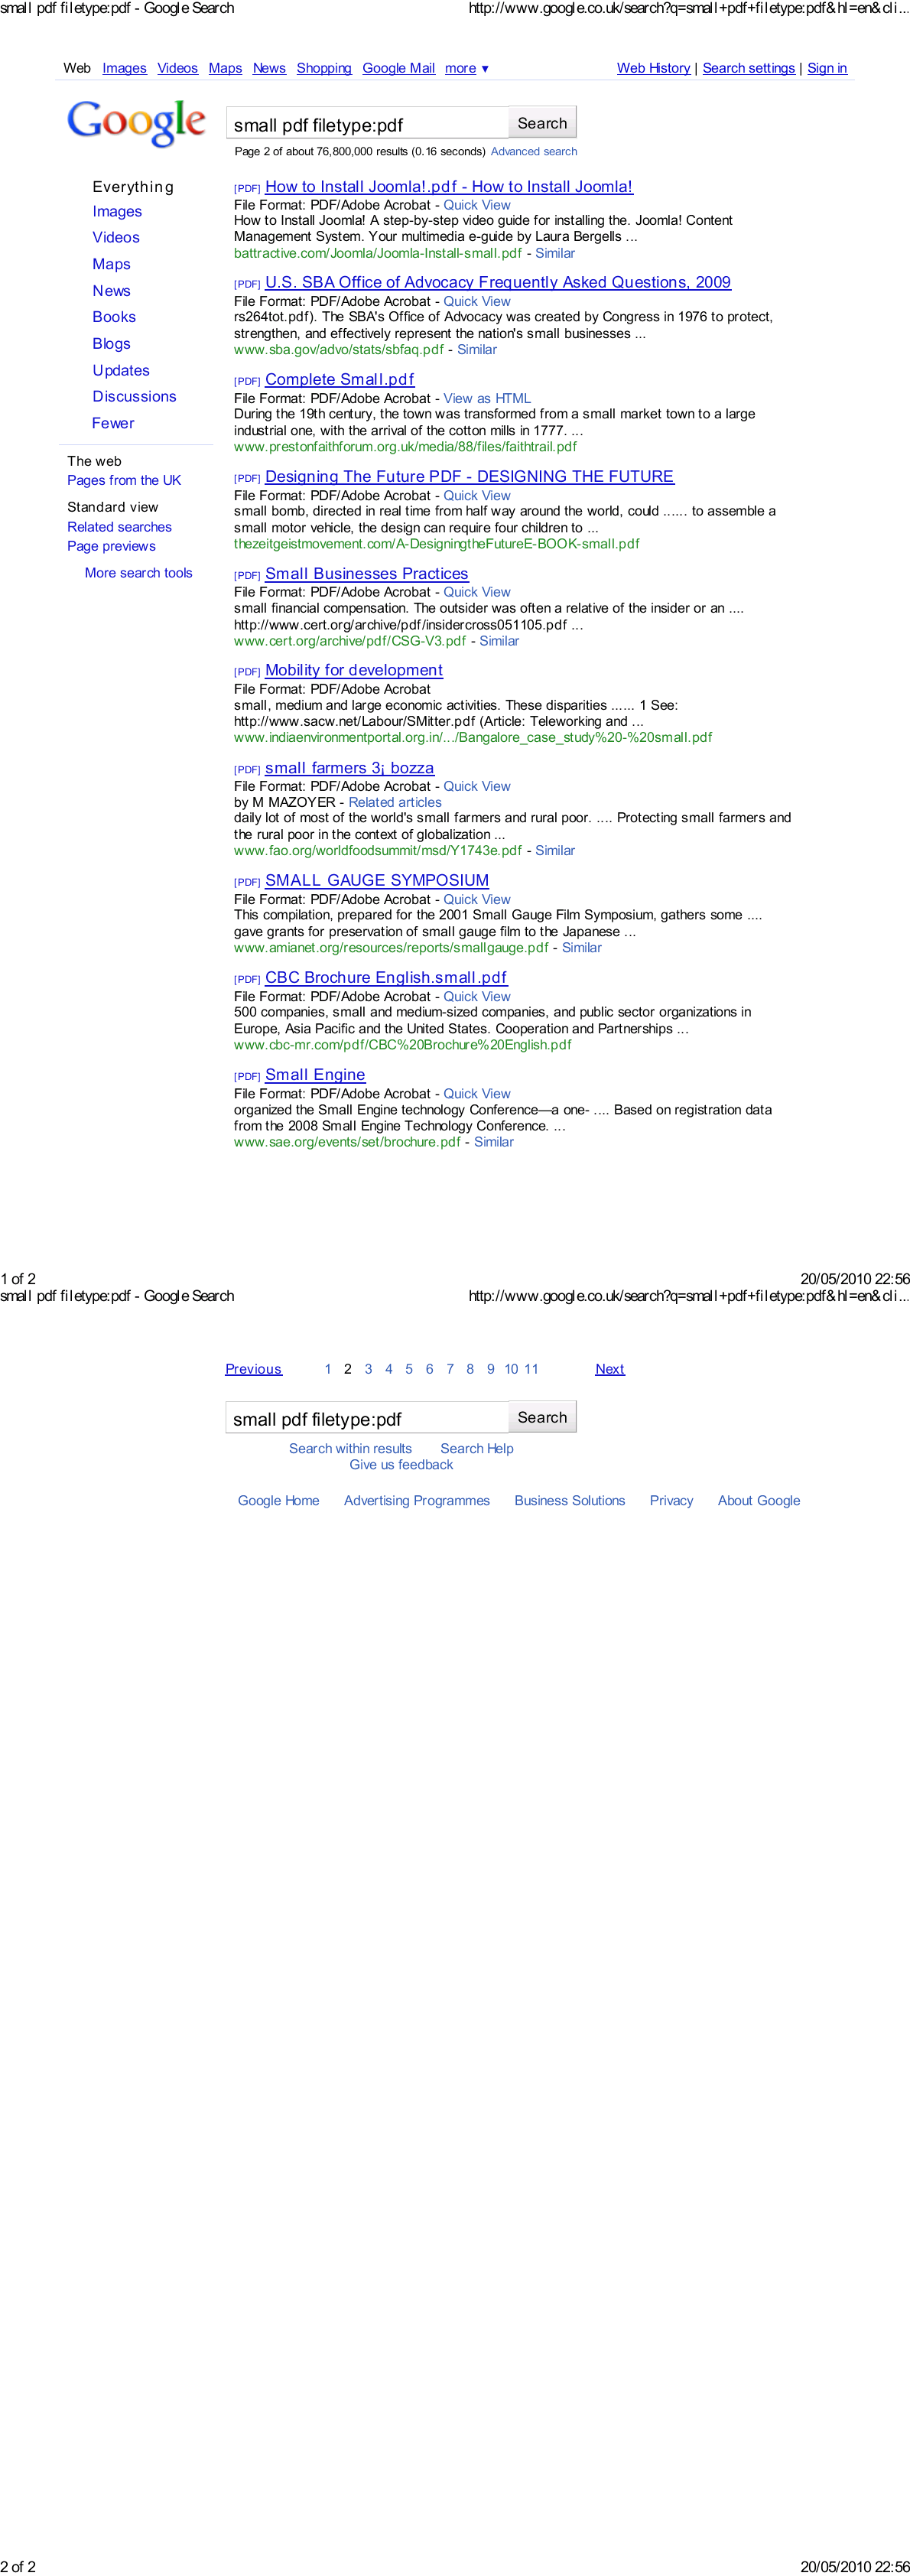 small pdf filetype:pdf - Google Search http://www.google.co.uk/search?q=small+pdf+filetype:pdf&hl=en&cli...
Web Images Videos Maps News Shopping Google Mail more ▼ Web History | Search settings | Sign in
Google
small pdf filetype:pdf Search
Page 2 of about 76,800,000 results (0.16 seconds) Advanced search
Everything
Images
Videos
Maps
News
Books
Blogs
Updates
Discussions
Fewer
The web
Pages from the UK
Standard view
Related searches
Page previews
More search tools
[PDF] How to Install Joomla!.pdf - How to Install Joomla!
File Format: PDF/Adobe Acrobat - Quick View
How to Install Joomla! A step-by-step video guide for installing the. Joomla! Content
Management System. Your multimedia e-guide by Laura Bergells ...
battractive.com/Joomla/Joomla-Install-small.pdf - Similar
[PDF] U.S. SBA Office of Advocacy Frequently Asked Questions, 2009
File Format: PDF/Adobe Acrobat - Quick View
rs264tot.pdf). The SBA's Office of Advocacy was created by Congress in 1976 to protect,
strengthen, and effectively represent the nation's small businesses ...
www.sba.gov/advo/stats/sbfaq.pdf - Similar
[PDF] Complete Small.pdf
File Format: PDF/Adobe Acrobat - View as HTML
During the 19th century, the town was transformed from a small market town to a large
industrial one, with the arrival of the cotton mills in 1777. ...
www.prestonfaithforum.org.uk/media/88/files/faithtrail.pdf
[PDF] Designing The Future PDF - DESIGNING THE FUTURE
File Format: PDF/Adobe Acrobat - Quick View
small bomb, directed in real time from half way around the world, could ...... to assemble a
small motor vehicle, the design can require four children to ...
thezeitgeistmovement.com/A-DesigningtheFutureE-BOOK-small.pdf
[PDF] Small Businesses Practices
File Format: PDF/Adobe Acrobat - Quick View
small financial compensation. The outsider was often a relative of the insider or an ....
http://www.cert.org/archive/pdf/insidercross051105.pdf ...
www.cert.org/archive/pdf/CSG-V3.pdf - Similar
[PDF] Mobility for development
File Format: PDF/Adobe Acrobat
small, medium and large economic activities. These disparities ...... 1 See:
http://www.sacw.net/Labour/SMitter.pdf (Article: Teleworking and ...
www.indiaenvironmentportal.org.in/.../Bangalore_case_study%20-%20small.pdf
[PDF] small farmers 3¡ bozza
File Format: PDF/Adobe Acrobat - Quick View
by M MAZOYER - Related articles
daily lot of most of the world's small farmers and rural poor. .... Protecting small farmers and
the rural poor in the context of globalization ...
www.fao.org/worldfoodsummit/msd/Y1743e.pdf - Similar
[PDF] SMALL GAUGE SYMPOSIUM
File Format: PDF/Adobe Acrobat - Quick View
This compilation, prepared for the 2001 Small Gauge Film Symposium, gathers some ....
gave grants for preservation of small gauge film to the Japanese ...
www.amianet.org/resources/reports/smallgauge.pdf - Similar
[PDF] CBC Brochure English.small.pdf
File Format: PDF/Adobe Acrobat - Quick View
500 companies, small and medium-sized companies, and public sector organizations in
Europe, Asia Pacific and the United States. Cooperation and Partnerships ...
www.cbc-mr.com/pdf/CBC%20Brochure%20English.pdf
[PDF] Small Engine
File Format: PDF/Adobe Acrobat - Quick View
organized the Small Engine technology Conference—a one- .... Based on registration data
from the 2008 Small Engine Technology Conference. ...
www.sae.org/events/set/brochure.pdf - Similar
1 of 2 20/05/2010 22:56
small pdf filetype:pdf - Google Search http://www.google.co.uk/search?q=small+pdf+filetype:pdf&hl=en&cli...
Previous 1 2 3 4 5 6 7 8 9 10 11 Next
small pdf filetype:pdf Search
Search within results Search Help
Give us feedback
Google Home Advertising Programmes Business Solutions Privacy About Google
2 of 2 20/05/2010 22:56